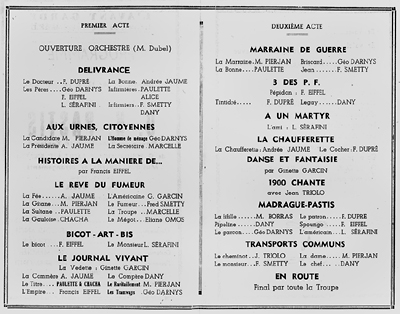 PREMIER ACTE
OUVERTURE ORCHESTRE (M. Dubel)
DELIVRANCE
Le Docteur .. F. DUPRÉ La Bonne. Andrée JAUME
Les Pères .... Géo DARNYS Infirmières. PAULETTE
F. EIFFEL ALICE
L. SÉRAFINI Infirmiers .. F. SMETTY
DANY
AUX URNES, CITOYENNES
La Candidate M. PIERJAN L'Homme de ménage Géo DARNYS
La Présidente A. JAUME La Secrétaire . MARCELLE
HISTOIRES A LA MANIERE DE...
par Francis EIFFEL
LE REVE DU FUMEUR
La Fée ...... A. JAUME L'Américaine G. GARCIN
La Gitane ... M. PIERJAN Le Fumeur .. Fred SMETTY
La Sultane .. PAULETTE La Troupe .. MARCELLE
La Gauloise CHACHA Le Mégot ... Eliane OMOS
BICOT-ART-BIS
Le bicot .... F. EIFFEL Le Monsieur L. SÉRAFINI
LE JOURNAL VIVANT
La Vedette : Ginette GARCIN
La Commère A. JAUME Le Compère DANY
Le Titre .... PAULETTE & CHACHA Le Ravitaillement M. PIERJAN
L'Empire .. Francis EIFFEL Les Tramways . Géo DARNYS
DEUXIÈME ACTE
MARRAINE DE GUERRE
La Marraine. M. PIERJAN Briscard ..... Géo DARNYS
La Bonne .... PAULETTE Jean ........ F. SMETTY
3 DES P. F.
Pépidon : F. EIFFEL
F. DUPRÉ Legay ...... DANY
A UN MARTYR
L'ami : L. SÉRAFINI
LA CHAUFFERETTE
La Chaufferette : Andrée JAUME Le Cocher : F. DUPRÉ
DANSE ET FANTAISIE
par Ginette GARCIN
1900 CHANTE
avec Jean TRIOLO
MADRAGUE-PASTIS
La fille ...... M. BORRAS Le patron.... F. DUPRÉ
Pipeline .... DANY Spounge : F. EIFFEL
Le garçon.... Géo DARNYS L'américain.. L. SÉRAFINI
TRANSPORTS COMMUNS
Le cheminot.. J. TRIOLO La dame.... M. PIERJAN
Le monsieur.. F. SMETTY Le chef..... DANY
EN ROUTE
Final par toute la Troupe